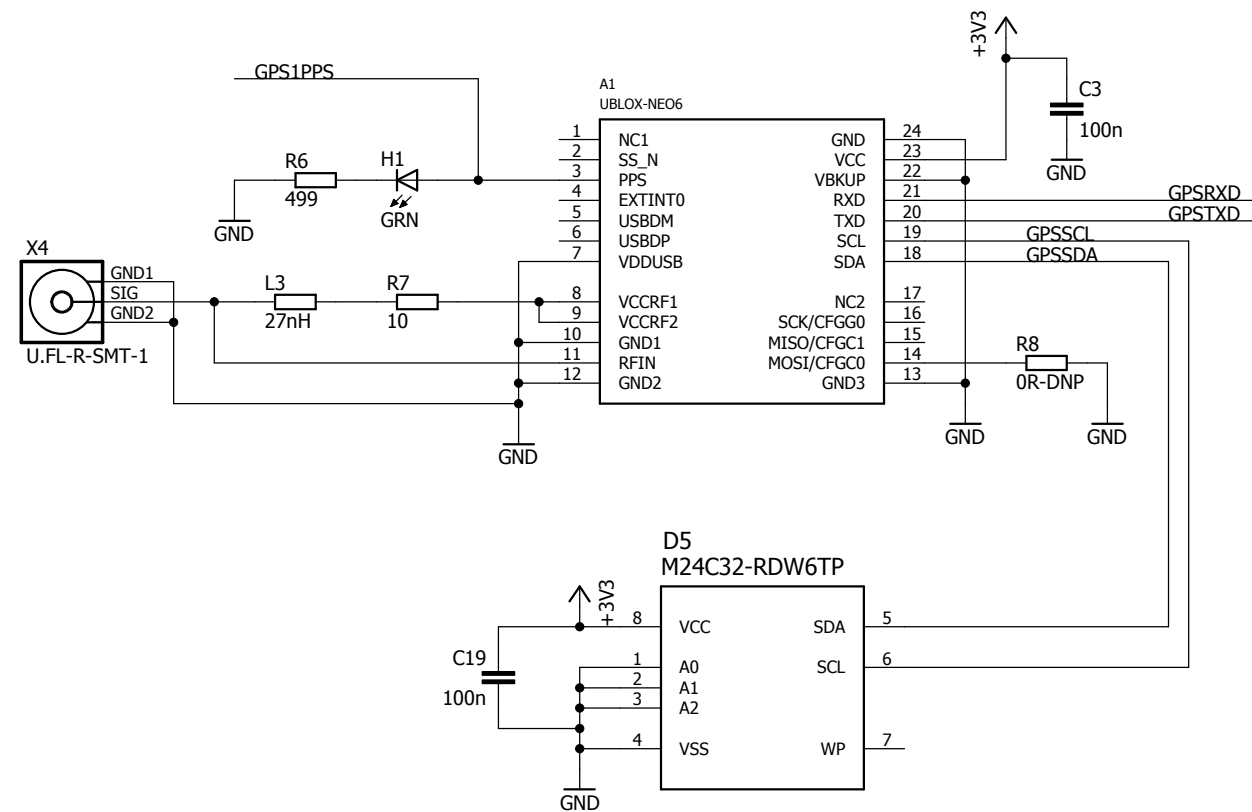 +3V3
GPS1PPS
A1
UBLOX-NEO6
C3
100n
GND
1 NC1 GND 24
2 SS_N VCC 23
3 PPS VBKUP 22
4 EXTINT0 RXD 21 GPSRXD
5 USBDM TXD 20 GPSTXD
6 USBDP SCL 19 GPSSCL
7 VDDUSB SDA 18 GPSSDA
8 VCCRF1 NC2 17
9 VCCRF2 SCK/CFGG0 16
10 GND1 MISO/CFGC1 15
11 RFIN MOSI/CFGC0 14
12 GND2 GND3 13
R6
499
H1
GRN
GND
X4
GND1
SIG
GND2
U.FL-R-SMT-1
L3
27nH
R7
10
R8
0R-DNP
GND
GND
GND
D5
M24C32-RDW6TP
+3V3
8 VCC SDA 5
1 A0 SCL 6
2 A1
3 A2
4 VSS WP 7
C19
100n
GND